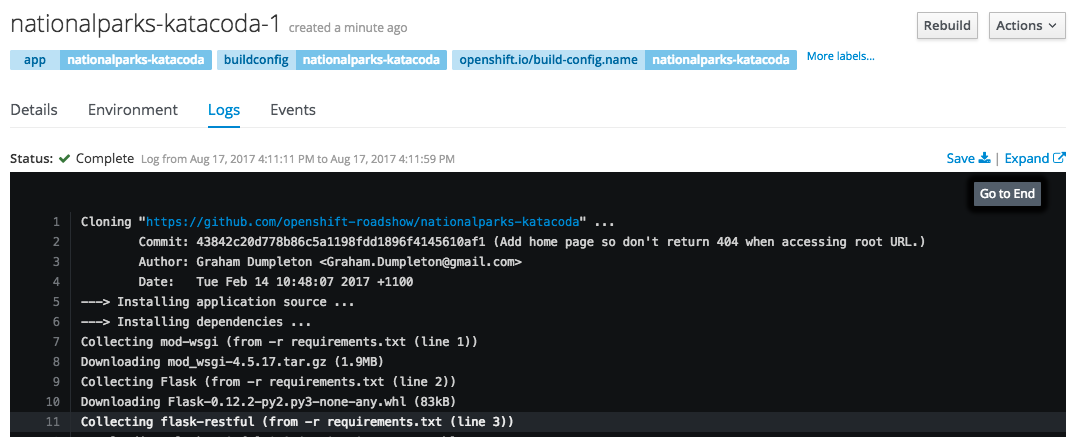 nationalparks-katacoda-1 created a minute ago Rebuild Actions
app nationalparks-katacoda buildconfig nationalparks-katacoda openshift.io/build-config.name nationalparks-katacoda More labels...
Details Environment Logs Events
Status: Complete Log from Aug 17, 2017 4:11:11 PM to Aug 17, 2017 4:11:59 PM Save | Expand
Go to End
1 Cloning "https://github.com/openshift-roadshow/nationalparks-katacoda" ...
2 Commit: 43842c20d778b86c5a1198fdd1896f4145610af1 (Add home page so don't return 404 when accessing root URL.)
3 Author: Graham Dumpleton <Graham.Dumpleton@gmail.com>
4 Date: Tue Feb 14 10:48:07 2017 +1100
5 ---> Installing application source ...
6 ---> Installing dependencies ...
7 Collecting mod-wsgi (from -r requirements.txt (line 1))
8 Downloading mod_wsgi-4.5.17.tar.gz (1.9MB)
9 Collecting Flask (from -r requirements.txt (line 2))
10 Downloading Flask-0.12.2-py2.py3-none-any.whl (83kB)
11 Collecting flask-restful (from -r requirements.txt (line 3))